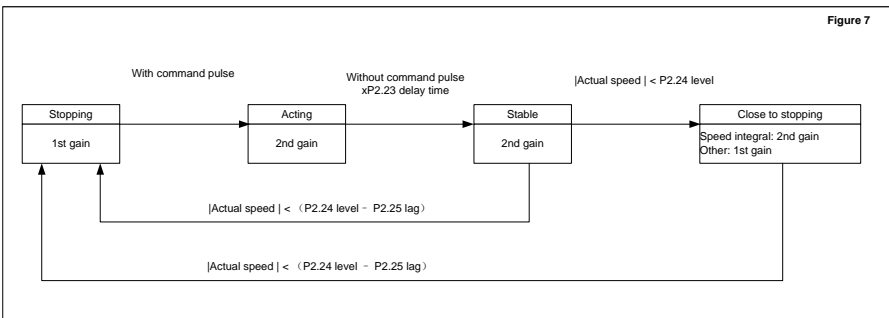 Figure 7
With command pulse
Without command pulse
xP2.23 delay time
|Actual speed | < P2.24 level
Stopping
1st gain
Acting
2nd gain
Stable
2nd gain
Close to stopping
Speed integral: 2nd gain
Other: 1st gain
|Actual speed | < （P2.24 level - P2.25 lag）
|Actual speed | < （P2.24 level - P2.25 lag）